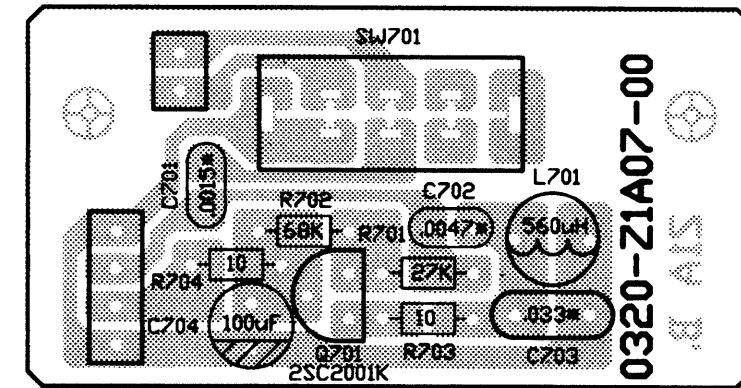 SW701
0320-Z1A07-00
C701
.0015*
R702
68K
R701
C702
.0047*
L701
560uH
R704
10
27K
C704
100uF
Q701
2SC2001K
10
R703
.033*
C703
Z1A B.